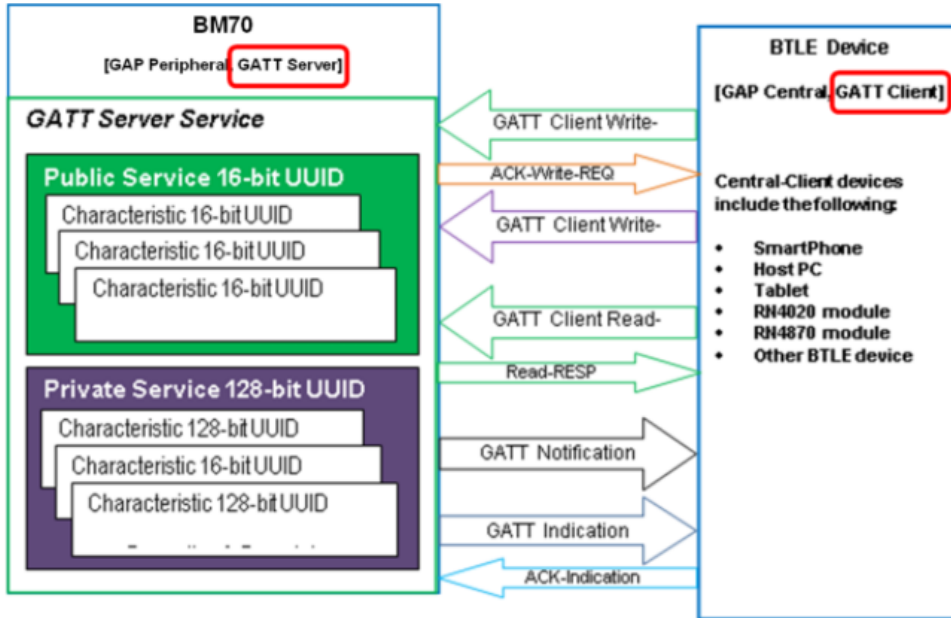 BM70
[GAP Peripheral, GATT Server]
GATT Server Service
Public Service 16-bit UUID
Characteristic 16-bit UUID
Characteristic 16-bit UUID
Characteristic 16-bit UUID
Private Service 128-bit UUID
Characteristic 128-bit UUID
Characteristic 16-bit UUID
Characteristic 128-bit UUID
GATT Client Write-
ACK-Write-REQ
GATT Client Write-
GATT Client Read-
Read-RESP
GATT Notification
GATT Indication
ACK-Indication
BTLE Device
[GAP Central, GATT Client]
Central-Client devices
include the following:
• SmartPhone
• Host PC
• Tablet
• RN4020 module
• RN4870 module
• Other BTLE device